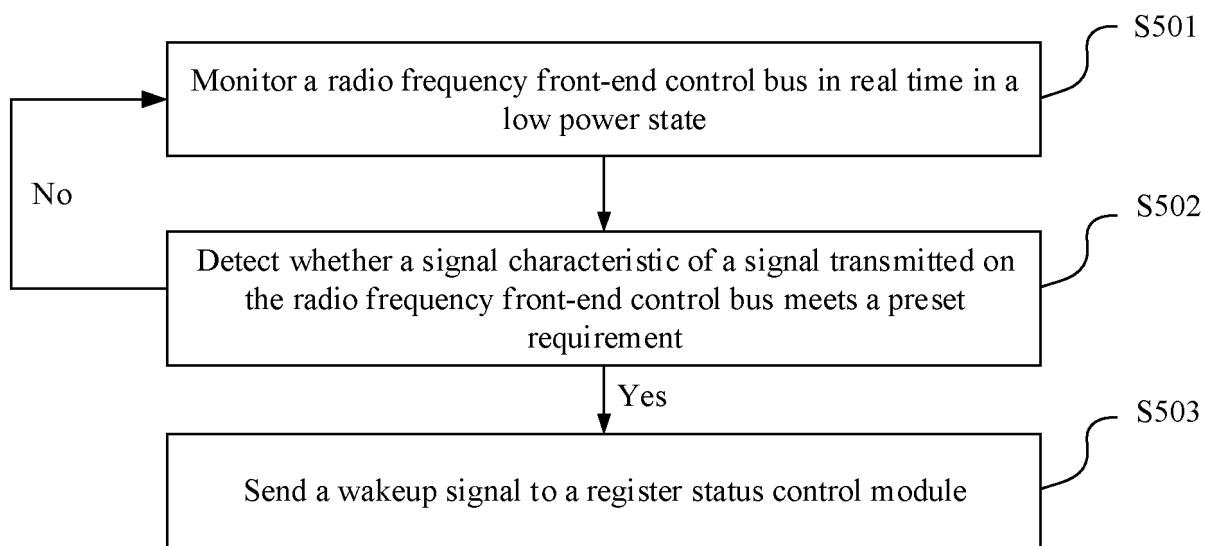 S501
Monitor a radio frequency front-end control bus in real time in a
low power state
No
S502
Detect whether a signal characteristic of a signal transmitted on
the radio frequency front-end control bus meets a preset
requirement
Yes
S503
Send a wakeup signal to a register status control module